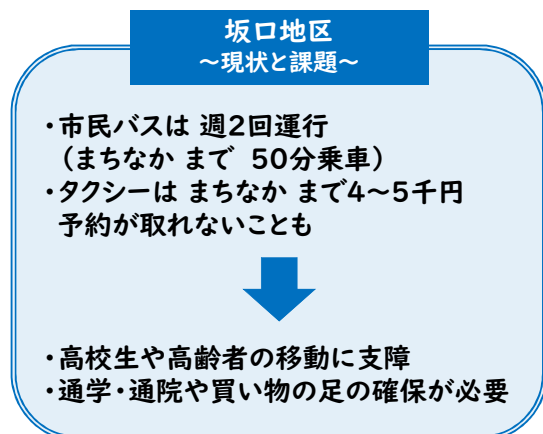 坂口地区
～現状と課題～
・市民バスは 週2回運行
（まちなか まで 50分乗車）
・タクシーは まちなか まで4～5千円
予約が取れないことも
・高校生や高齢者の移動に支障
・通学・通院や買い物の足の確保が必要